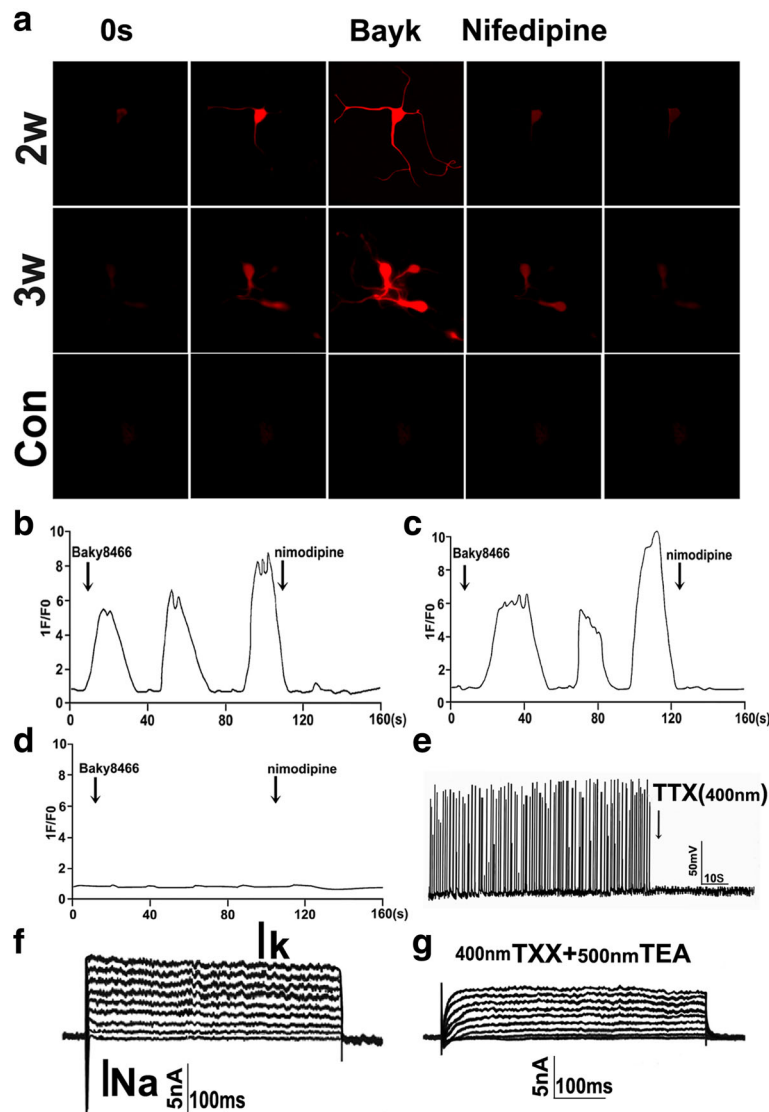 a
0s Bayk Nifedipine
2w
3w
Con
b
10
8
6
4
2
0
1F/F0
Baky8466
nimodipine
0 40 80 120 160(s)
c
10
8
6
4
2
0
1F/F0
Baky8466
nimodipine
0 40 80 120 160(s)
d
10
8
6
4
2
0
1F/F0
Baky8466
nimodipine
0 40 80 120 160(s)
e
TTX(400nm)
50mV
10S
f
Ik
INa
5nA
100ms
g
400nmTXX+500nmTEA
5nA
100ms